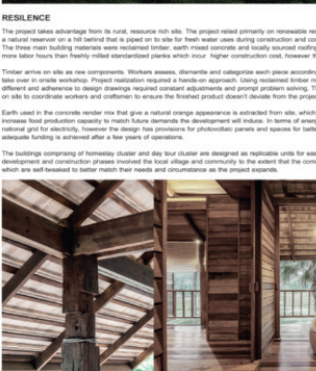 RESILENCE
The project takes advantage from its rural, resource rich site. The project relied primarily on renewable re
a natural reservoir on a hill behind that is piped on to site for fresh water uses during construction and co
The three main building materials were reclaimed timber, earth mixed concrete and locally sourced roofing
more labor hours than freshly milled standardized planks which incur higher construction cost, however th
Timber arrive on site as raw components. Workers assess, dismantle and categorize each piece accordin
take over in onsite workshop. Project realization required a hands-on approach. Using reclaimed timber m
different and adherence to design drawings required constant adjustments and prompt problem solving. T
on site to coordinate workers and craftsmen to ensure the finished product doesn't deviate from the projec
Earth used in the concrete render mix that give a natural orange appearance is extracted from site, which
increase food production capacity to match future demands the development will induce. In terms of energ
national grid for electricity, however the design has provisions for photovoltaic panels and spaces for batte
adequate funding is achieved after a few years of operations.
The buildings comprising of homestay cluster and day tour cluster are designed as replicable units for eas
development and construction phases involved the local village and community to the extent that the com
which are self-tweaked to better match their needs and circumstance as the project expands.